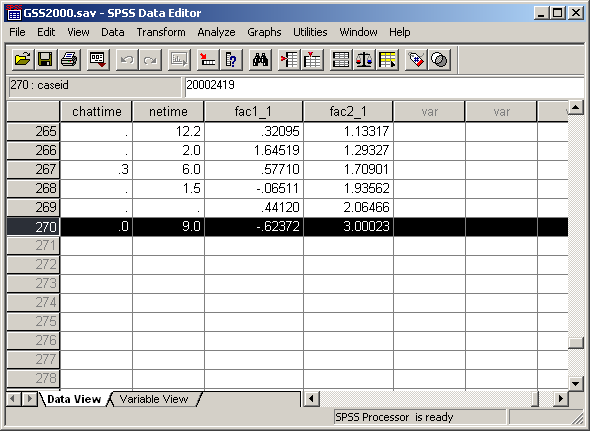 GSS2000.sav - SPSS Data Editor
File Edit View Data Transform Analyze Graphs Utilities Window Help
270 : caseid 20002419
chattime netime fac1_1 fac2_1 var var
265 . 12.2 .32095 1.13317
266 . 2.0 1.64519 1.29327
267 .3 6.0 .57710 1.70901
268 . 1.5 -.06511 1.93562
269 . . .44120 2.06466
270 .0 9.0 -.62372 3.00023
271
272
273
274
275
276
277
278
Data View Variable View
SPSS Processor is ready